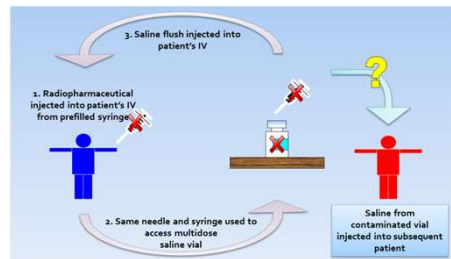 3. Saline flush injected into
patient's IV
1. Radiopharmaceutical
injected into patient's IV
from prefilled syringe
?
2. Same needle and syringe used to
access multidose
saline vial
Saline from
contaminated vial
injected into subsequent
patient